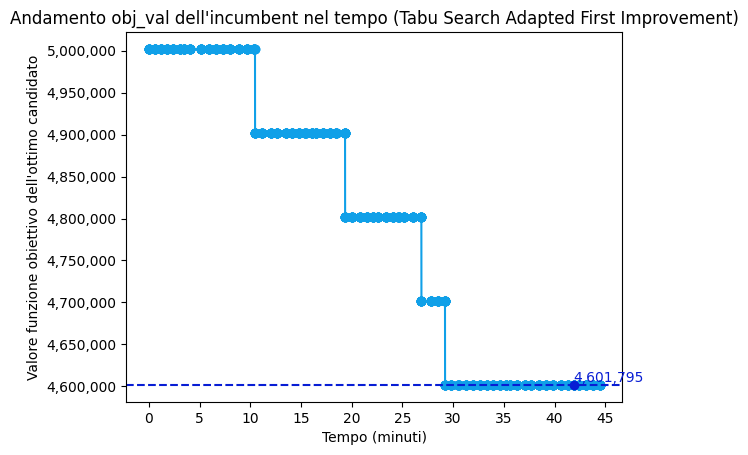 Andamento obj_val dell'incumbent nel tempo (Tabu Search Adapted First Improvement)
Valore funzione obiettivo dell'ottimo candidato
5,000,000
4,950,000
4,900,000
4,850,000
4,800,000
4,750,000
4,700,000
4,650,000
4,600,000
4,601,795
0 5 10 15 20 25 30 35 40 45
Tempo (minuti)